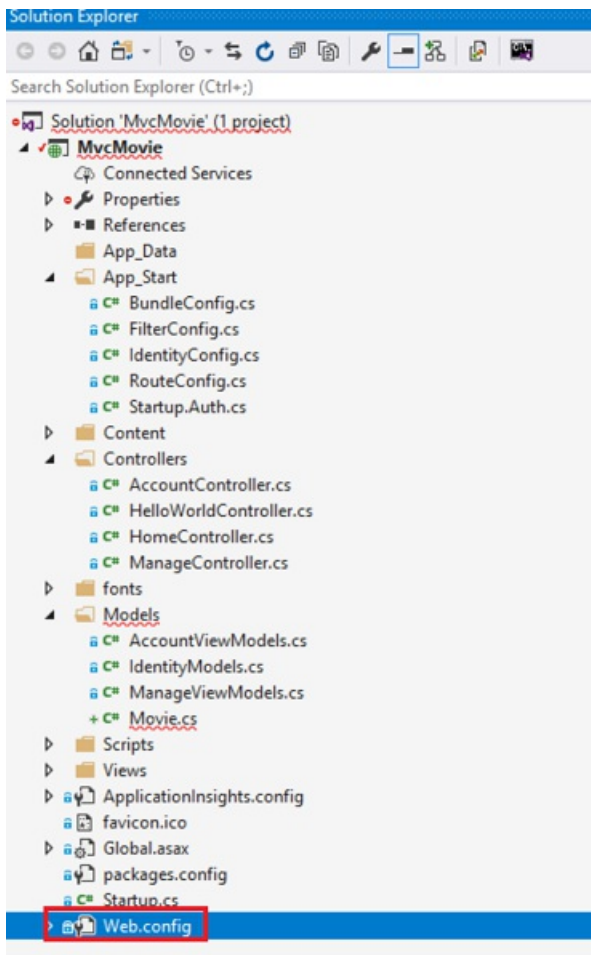 Solution Explorer
Search Solution Explorer (Ctrl+;)
Solution 'MvcMovie' (1 project)
MvcMovie
Connected Services
Properties
References
App_Data
App_Start
C# BundleConfig.cs
C# FilterConfig.cs
C# IdentityConfig.cs
C# RouteConfig.cs
C# Startup.Auth.cs
Content
Controllers
C# AccountController.cs
C# HelloWorldController.cs
C# HomeController.cs
C# ManageController.cs
fonts
Models
C# AccountViewModels.cs
C# IdentityModels.cs
C# ManageViewModels.cs
+ C# Movie.cs
Scripts
Views
ApplicationInsights.config
favicon.ico
Global.asax
packages.config
C# Startup.cs
Web.config